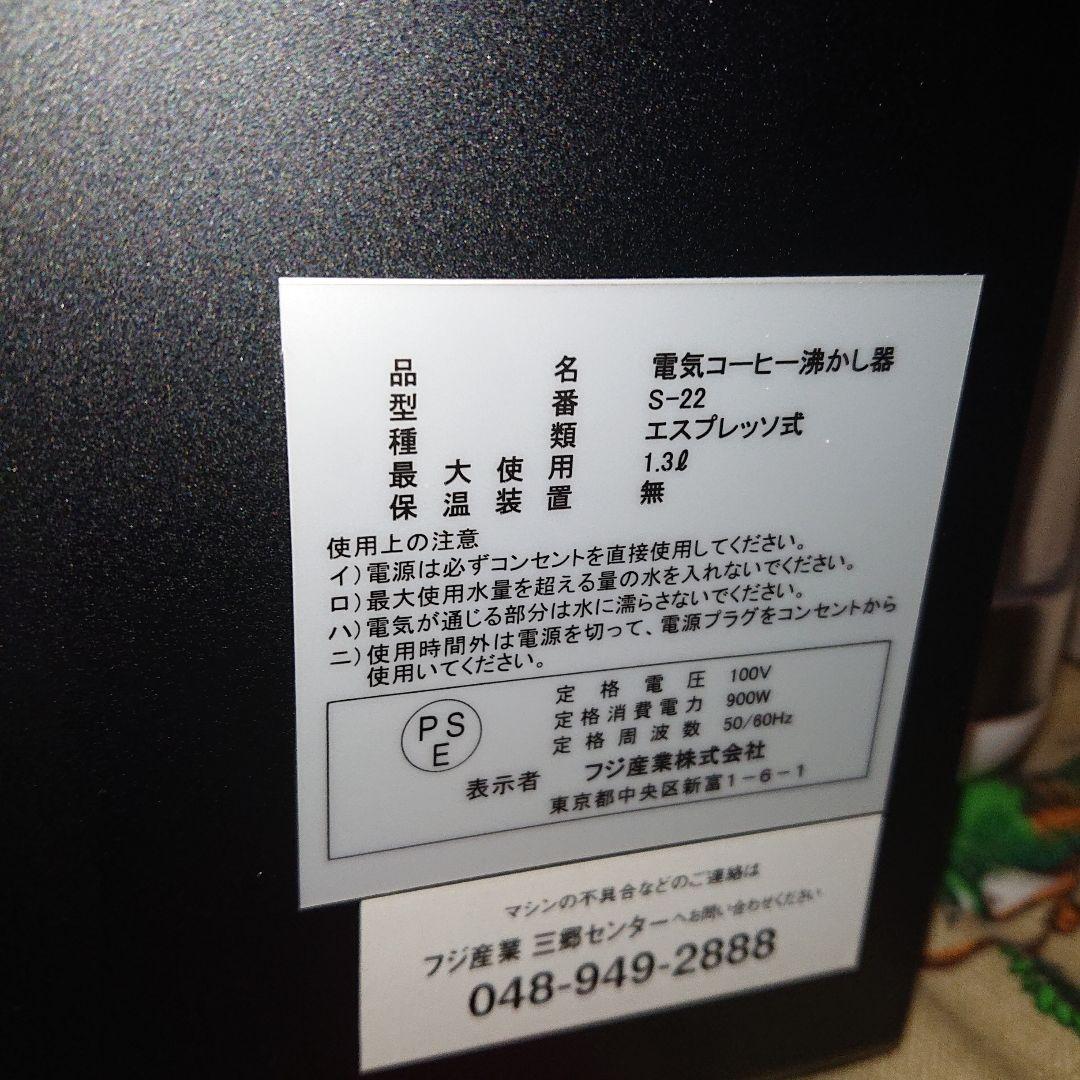 品名 電気コーヒー沸かし器
型番 S-22
種類 エスプレッソ式
最大使用 1.3ℓ
保温装置 無
使用上の注意
イ)電源は必ずコンセントを直接使用してください。
ロ)最大使用水量を超える量の水を入れないでください。
ハ)電気が通じる部分は水に濡らさないでください。
ニ)使用時間外は電源を切って、電源プラグをコンセントから
使用いてください。
PSE
定格電圧 100V
定格消費電力 900W
定格周波数 50/60Hz
表示者 フジ産業株式会社
東京都中央区新富1-6-1
マシンの不具合などのご連絡は
フジ産業 三郷センターへお問い合わせください
048-949-2888